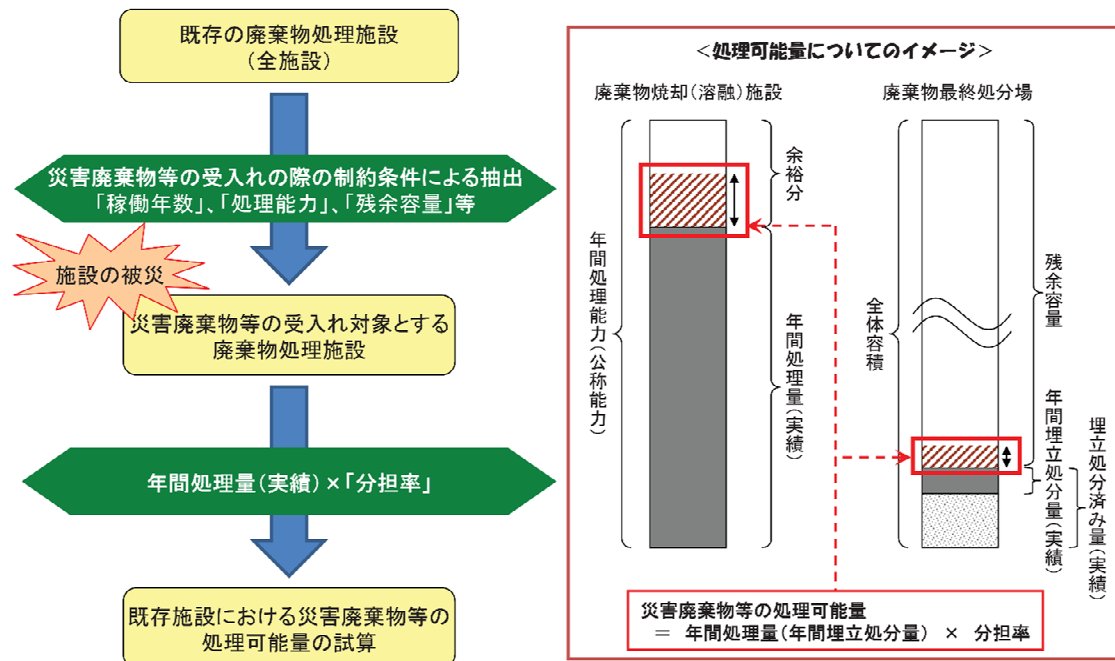 既存の廃棄物処理施設
(全施設)
災害廃棄物等の受入れの際の制約条件による抽出
「稼働年数」、「処理能力」、「残余容量」等
施設の被災
災害廃棄物等の受入れ対象とする
廃棄物処理施設
年間処理量(実績)×「分担率」
既存施設における災害廃棄物等の
処理可能量の試算
<処理可能量についてのイメージ>
廃棄物焼却(溶融)施設
年間処理能力(公称能力)
余裕分
年間処理量(実績)
廃棄物最終処分場
全体容積
残余容量
年間埋立処分量(実績)
埋立処分済み量(実績)
災害廃棄物等の処理可能量
= 年間処理量(年間埋立処分量) × 分担率